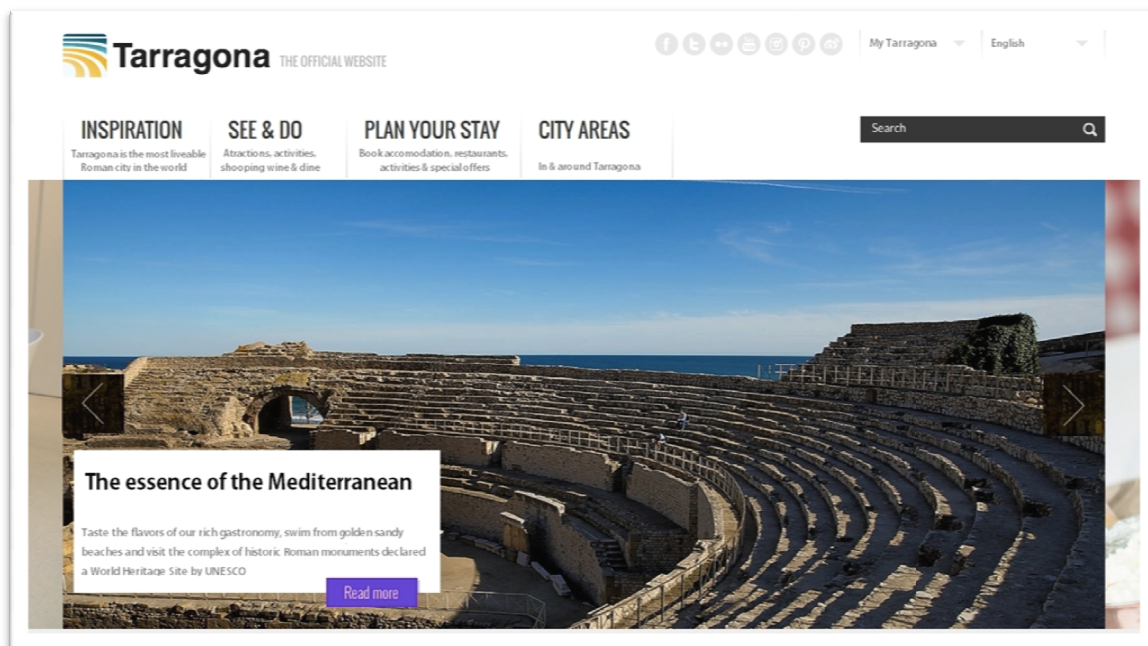 Tarragona THE OFFICIAL WEBSITE
My Tarragona
English
INSPIRATION
Tarragona is the most liveable
Roman city in the world
SEE & DO
Atractions, activities,
shooping wine & dine
PLAN YOUR STAY
Book accomodation, restaurants,
activities & special offers
CITY AREAS
In & around Tarragona
Search
The essence of the Mediterranean
Taste the flavors of our rich gastronomy, swim from golden sandy
beaches and visit the complex of historic Roman monuments declared
a World Heritage Site by UNESCO
Read more